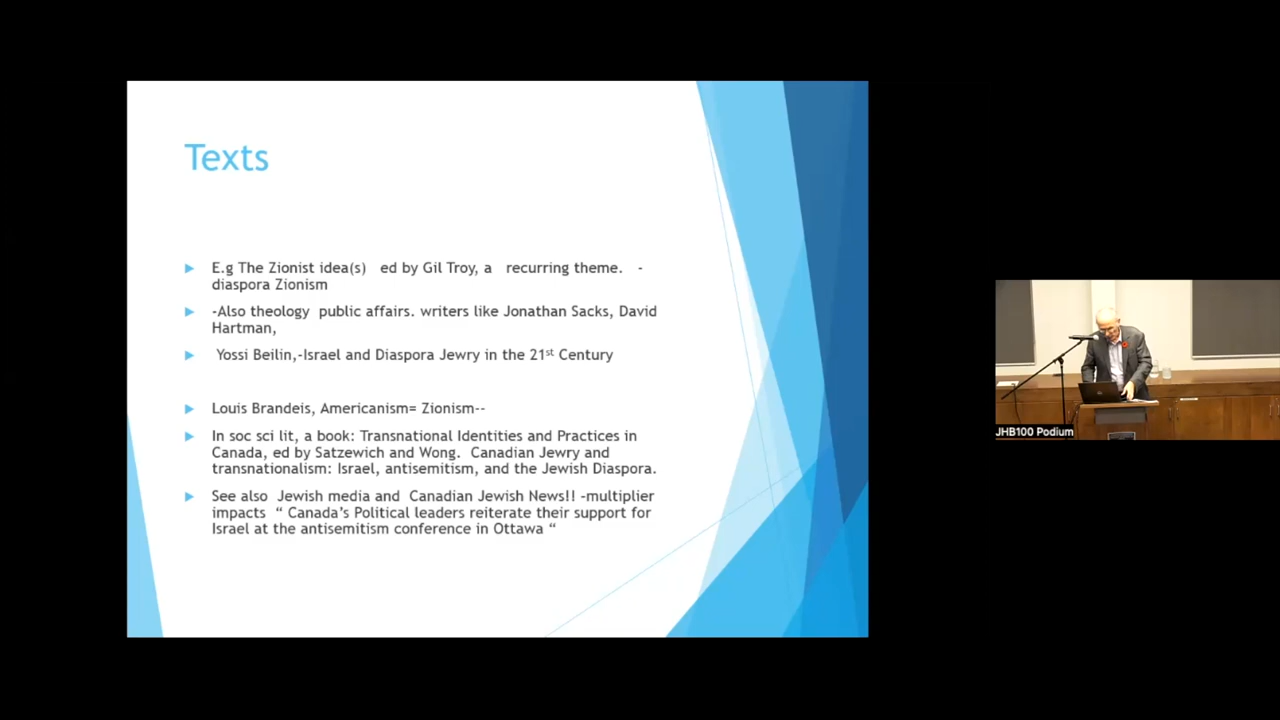 Texts
E.g The Zionist idea(s) ed by Gil Troy, a recurring theme. -
diaspora Zionism
-Also theology public affairs. writers like Jonathan Sacks, David
Hartman,
Yossi Beilin,-Israel and Diaspora Jewry in the 21st Century
Louis Brandeis, Americanism= Zionism--
In soc sci lit, a book: Transnational Identities and Practices in
Canada, ed by Satzewich and Wong. Canadian Jewry and
transnationalism: Israel, antisemitism, and the Jewish Diaspora.
See also Jewish media and Canadian Jewish News!! -multiplier
impacts “ Canada’s Political leaders reiterate their support for
Israel at the antisemitism conference in Ottawa “
JHB100 Podium